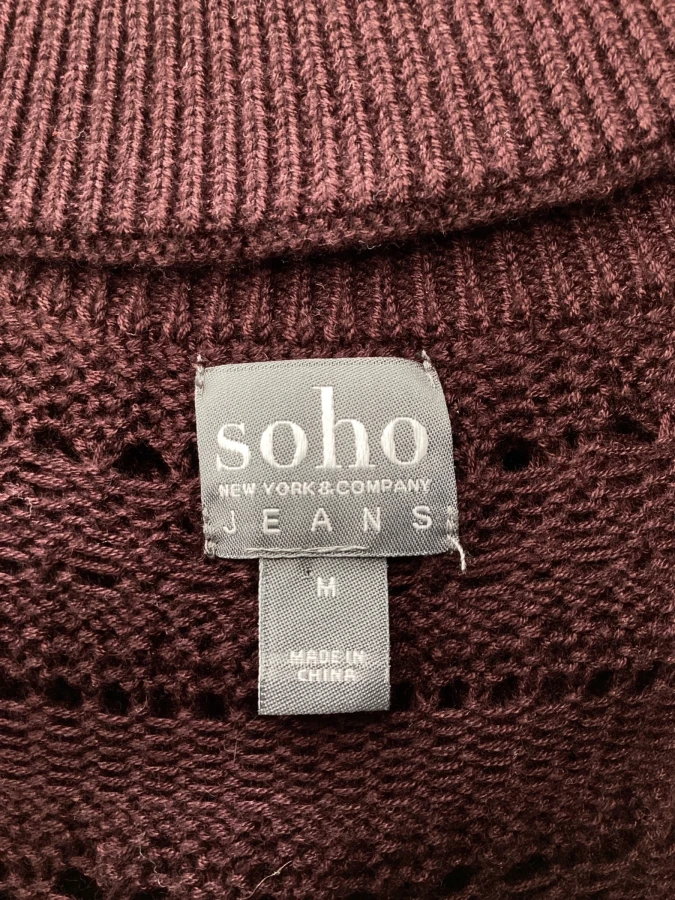 soho
NEW YORK & COMPANY
JEANS
M
MADE IN
CHINA